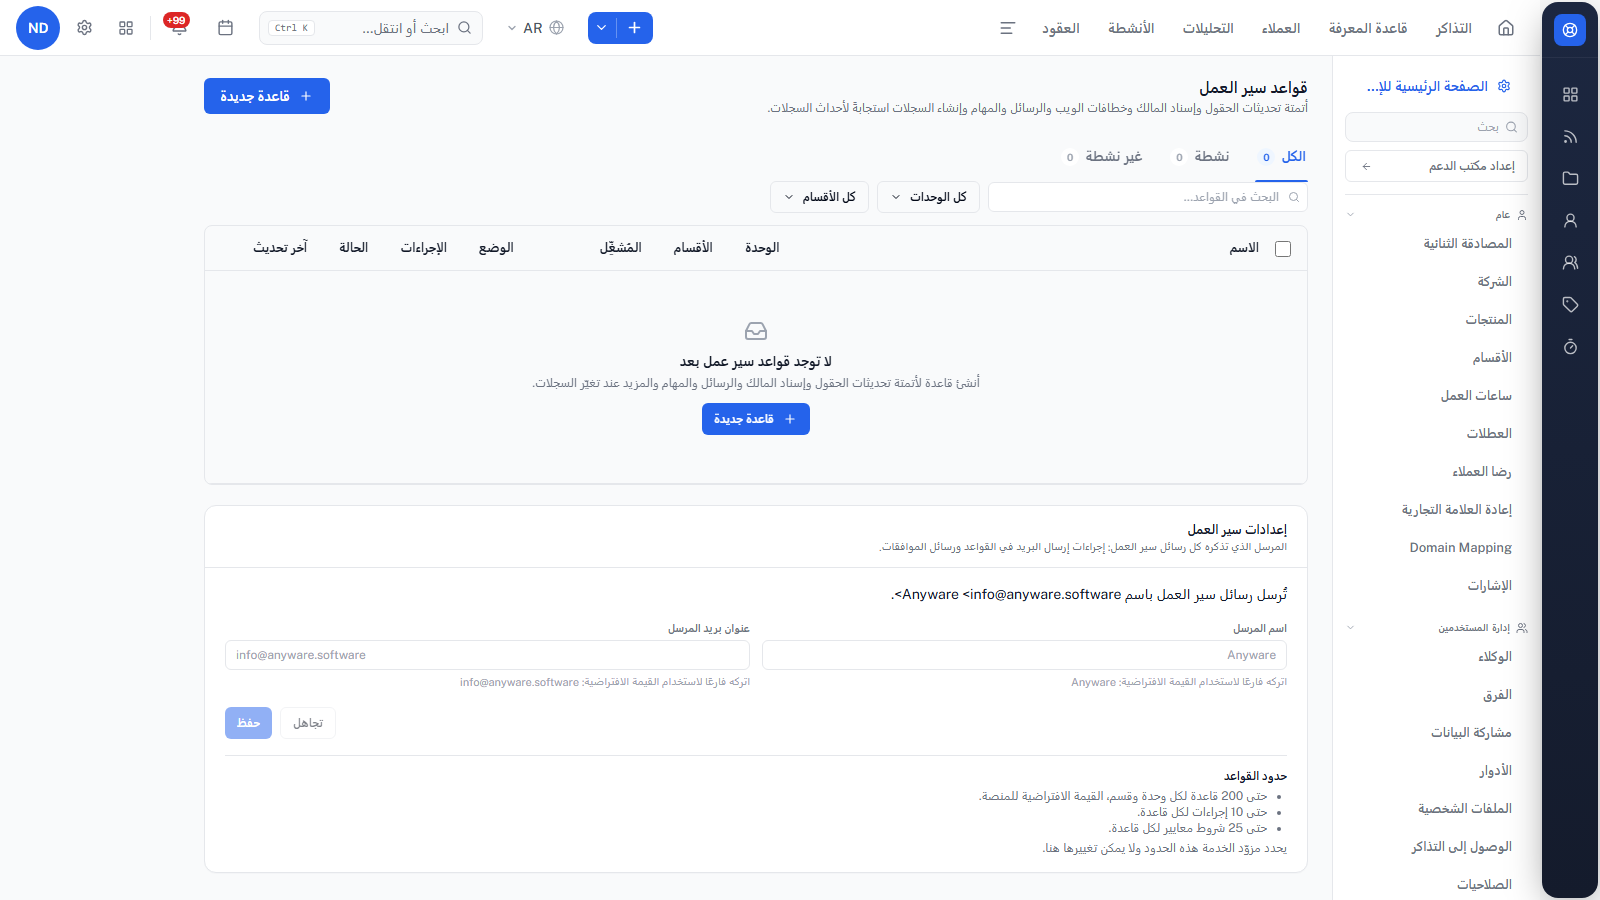 التذاكر
قاعدة المعرفة
العملاء
التحليلات
الأنشطة
العقود
AR
ابحث أو انتقل...
Ctrl K
+99
ND
الصفحة الرئيسية للإ...
بحث
إعداد مكتب الدعم
عام
المصادقة الثنائية
الشركة
المنتجات
الأقسام
ساعات العمل
العطلات
رضا العملاء
إعادة العلامة التجارية
Domain Mapping
الإشارات
إدارة المستخدمين
الوكلاء
الفرق
مشاركة البيانات
الأدوار
الملفات الشخصية
الوصول إلى التذاكر
الصلاحيات
قواعد سير العمل
أتمتة تحديثات الحقول وإسناد المالك وخطافات الويب والرسائل والمهام وإنشاء السجلات استجابةً لأحداث السجلات.
قاعدة جديدة
الكل 0
نشطة 0
غير نشطة 0
البحث في القواعد...
كل الوحدات
كل الأقسام
الاسم الوحدة الأقسام المُشغِّل الوضع الإجراءات الحالة آخر تحديث
لا توجد قواعد سير عمل بعد
أنشئ قاعدة لأتمتة تحديثات الحقول وإسناد المالك والرسائل والمهام والمزيد عند تغيّر السجلات.
قاعدة جديدة
إعدادات سير العمل
المرسل الذي تذكره كل رسائل سير العمل: إجراءات إرسال البريد في القواعد ورسائل الموافقات.
تُرسل رسائل سير العمل باسم Anyware <info@anyware.software>.
اسم المرسل
Anyware
اتركه فارغًا لاستخدام القيمة الافتراضية: Anyware
عنوان بريد المرسل
info@anyware.software
اتركه فارغًا لاستخدام القيمة الافتراضية: info@anyware.software
تجاهل
حفظ
حدود القواعد
• حتى 200 قاعدة لكل وحدة وقسم، القيمة الافتراضية للمنصة.
• حتى 10 إجراءات لكل قاعدة.
• حتى 25 شروط معايير لكل قاعدة.
يحدد مزوّد الخدمة هذه الحدود ولا يمكن تغييرها هنا.